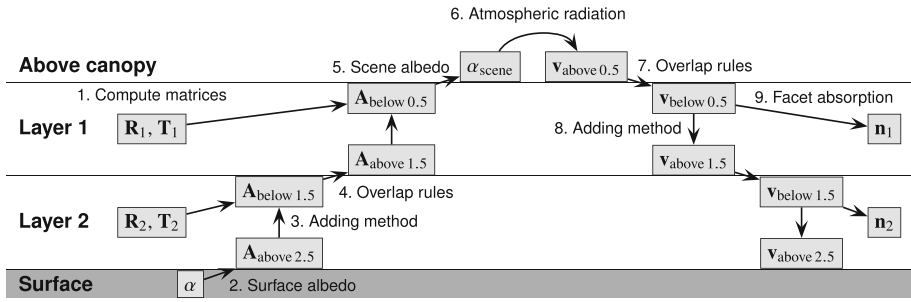 6. Atmospheric radiation
Above canopy
5. Scene albedo
α_scene
v_above 0.5
7. Overlap rules
1. Compute matrices
A_below 0.5
v_below 0.5
9. Facet absorption
Layer 1
R_1, T_1
8. Adding method
n_1
A_above 1.5
v_above 1.5
A_below 1.5
4. Overlap rules
v_below 1.5
Layer 2
R_2, T_2
3. Adding method
n_2
A_above 2.5
v_above 2.5
Surface
α
2. Surface albedo